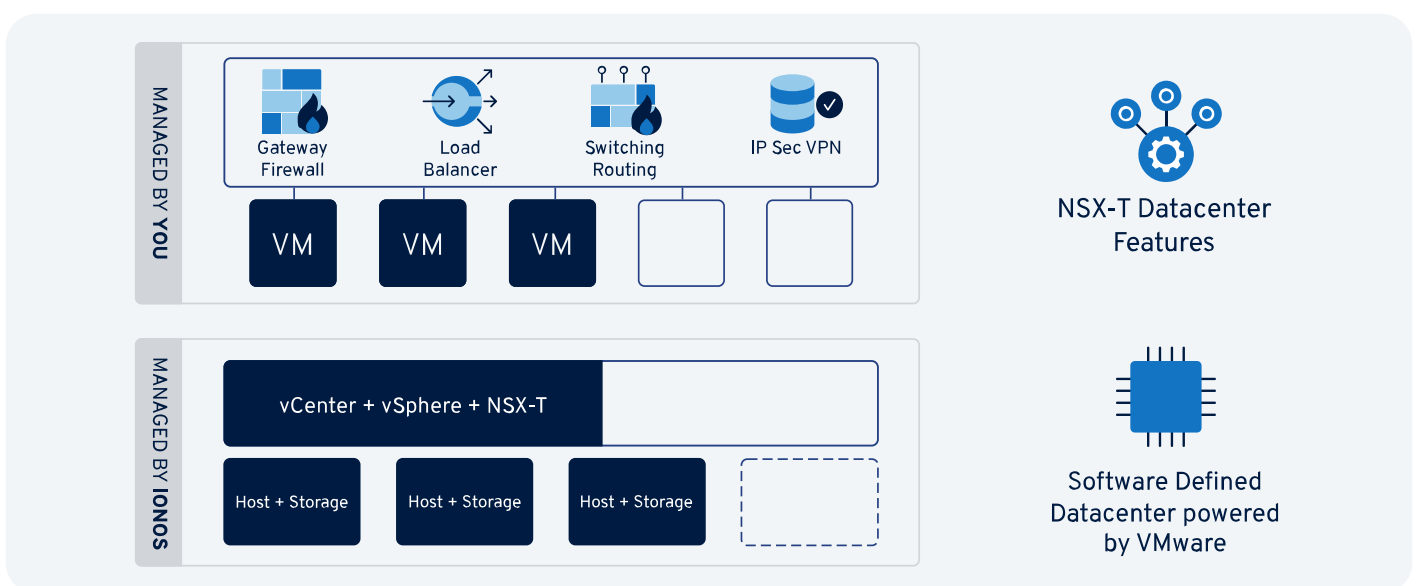 MANAGED BY YOU
Gateway
Firewall
Load
Balancer
Switching
Routing
IP Sec VPN
VM
VM
VM
NSX-T Datacenter
Features
MANAGED BY IONOS
vCenter + vSphere + NSX-T
Host + Storage
Host + Storage
Host + Storage
Software Defined
Datacenter powered
by VMware